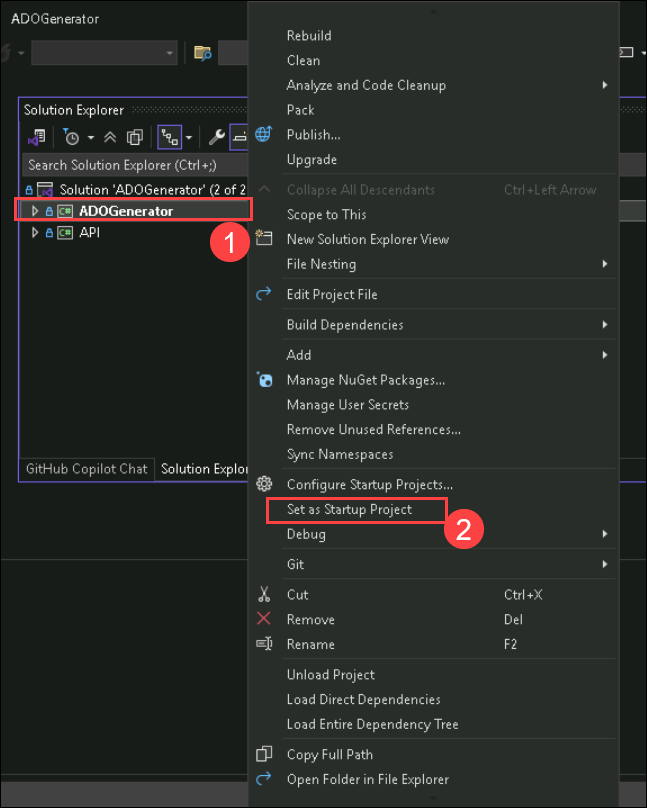 ADOGenerator
Solution Explorer
Search Solution Explorer (Ctrl+;)
Solution 'ADOGenerator' (2 of 2
ADOGenerator
1
API
GitHub Copilot Chat
Solution Explor
Rebuild
Clean
Analyze and Code Cleanup
Pack
Publish...
Upgrade
Collapse All Descendants Ctrl+Left Arrow
Scope to This
New Solution Explorer View
File Nesting
Edit Project File
Build Dependencies
Add
Manage NuGet Packages...
Manage User Secrets
Remove Unused References...
Sync Namespaces
Configure Startup Projects...
Set as Startup Project
2
Debug
Git
Cut Ctrl+X
Remove Del
Rename F2
Unload Project
Load Direct Dependencies
Load Entire Dependency Tree
Copy Full Path
Open Folder in File Explorer